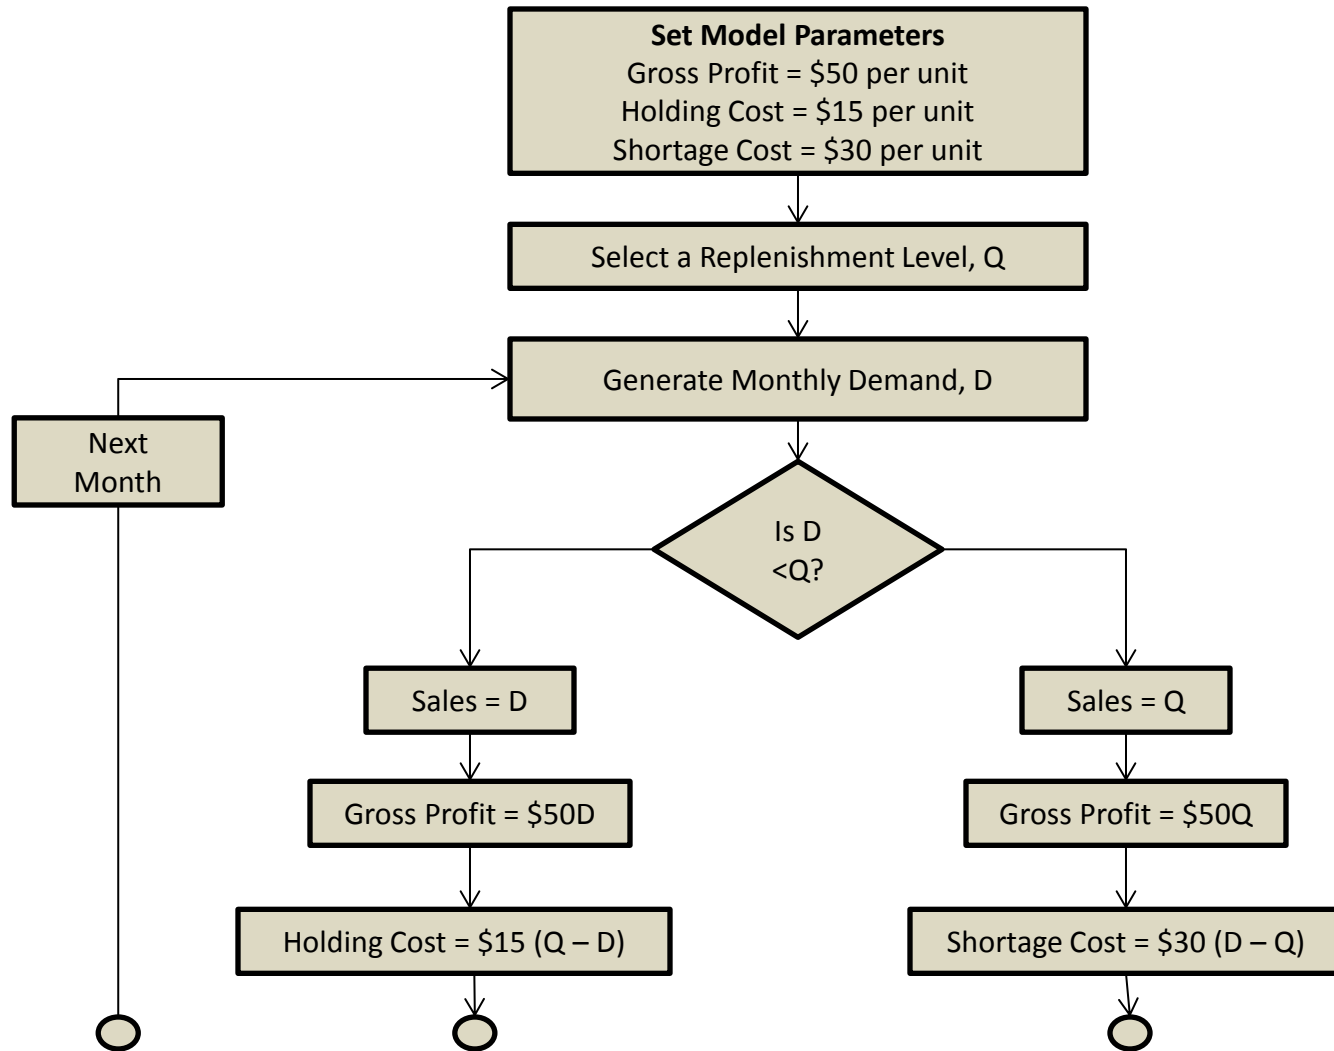 Set Model Parameters
Gross Profit = $50 per unit
Holding Cost = $15 per unit
Shortage Cost = $30 per unit
Select a Replenishment Level, Q
Generate Monthly Demand, D
Next
Month
Is D
<Q?
Sales = D
Sales = Q
Gross Profit = $50D
Gross Profit = $50Q
Holding Cost = $15 (Q – D)
Shortage Cost = $30 (D – Q)